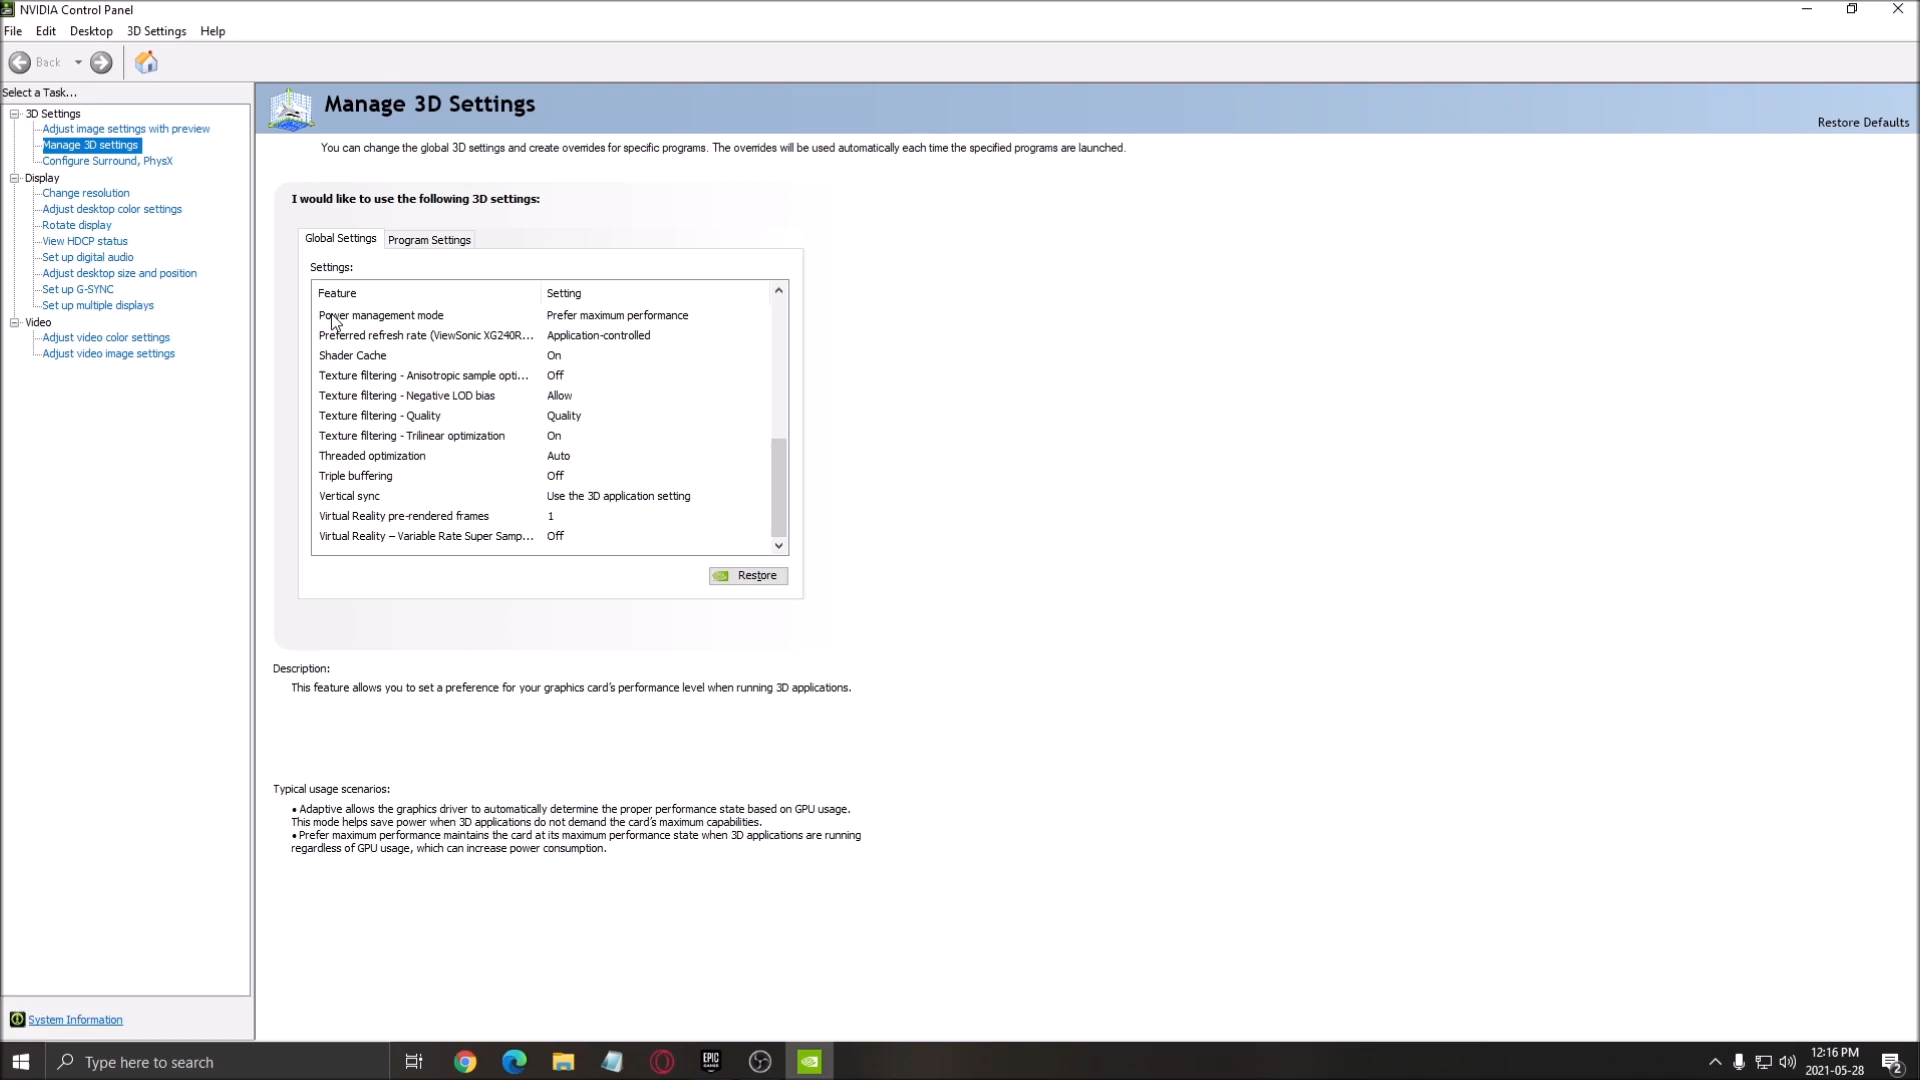 NVIDIA Control Panel
File Edit Desktop 3D Settings Help
Back
Select a Task...
3D Settings
Adjust image settings with preview
Manage 3D settings
Configure Surround, PhysX
Display
Change resolution
Adjust desktop color settings
Rotate display
View HDCP status
Set up digital audio
Adjust desktop size and position
Set up G-SYNC
Set up multiple displays
Video
Adjust video color settings
Adjust video image settings
System Information
Manage 3D Settings
Restore Defaults
You can change the global 3D settings and create overrides for specific programs. The overrides will be used automatically each time the specified programs are launched.
I would like to use the following 3D settings:
Global Settings Program Settings
Settings:
Feature Setting
Power management mode Prefer maximum performance
Preferred refresh rate (ViewSonic XG240R... Application-controlled
Shader Cache On
Texture filtering - Anisotropic sample opti... Off
Texture filtering - Negative LOD bias Allow
Texture filtering - Quality Quality
Texture filtering - Trilinear optimization On
Threaded optimization Auto
Triple buffering Off
Vertical sync Use the 3D application setting
Virtual Reality pre-rendered frames 1
Virtual Reality – Variable Rate Super Samp... Off
Restore
Description:
This feature allows you to set a preference for your graphics card's performance level when running 3D applications.
Typical usage scenarios:
• Adaptive allows the graphics driver to automatically determine the proper performance state based on GPU usage.
This mode helps save power when 3D applications do not demand the card's maximum capabilities.
• Prefer maximum performance maintains the card at its maximum performance state when 3D applications are running
regardless of GPU usage, which can increase power consumption.
Type here to search
EPIC
GAMES
12:16 PM
2021-05-28
2